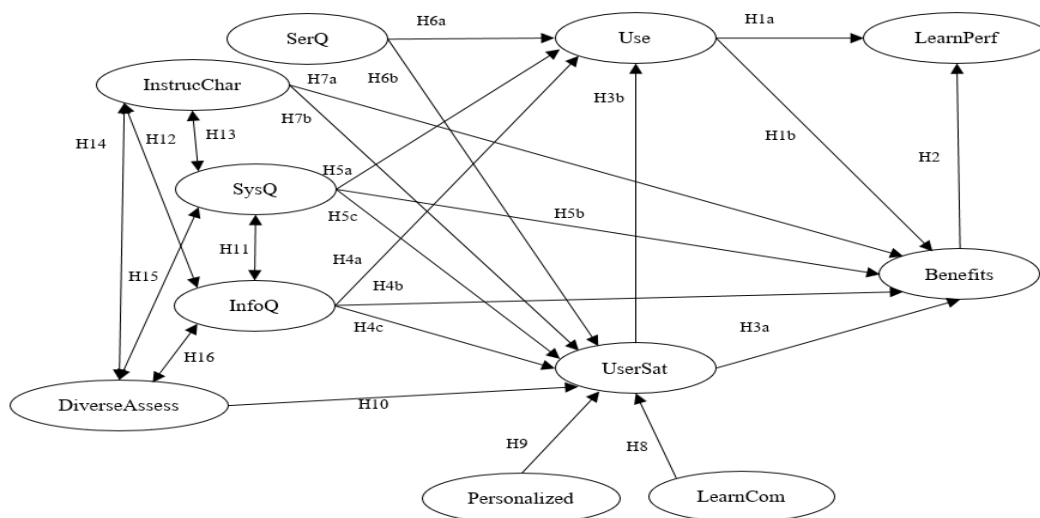 H6a
H1a
SerQ
Use
LearnPerf
H7a
H6b
InstrucChar
H3b
H7b
H14
H12
H13
H1b
H2
H5a
SysQ
H5c
H5b
H11
H15
H4a
Benefits
H4b
InfoQ
H4c
H3a
H16
UserSat
DiverseAssess
H10
H9
H8
Personalized
LearnCom